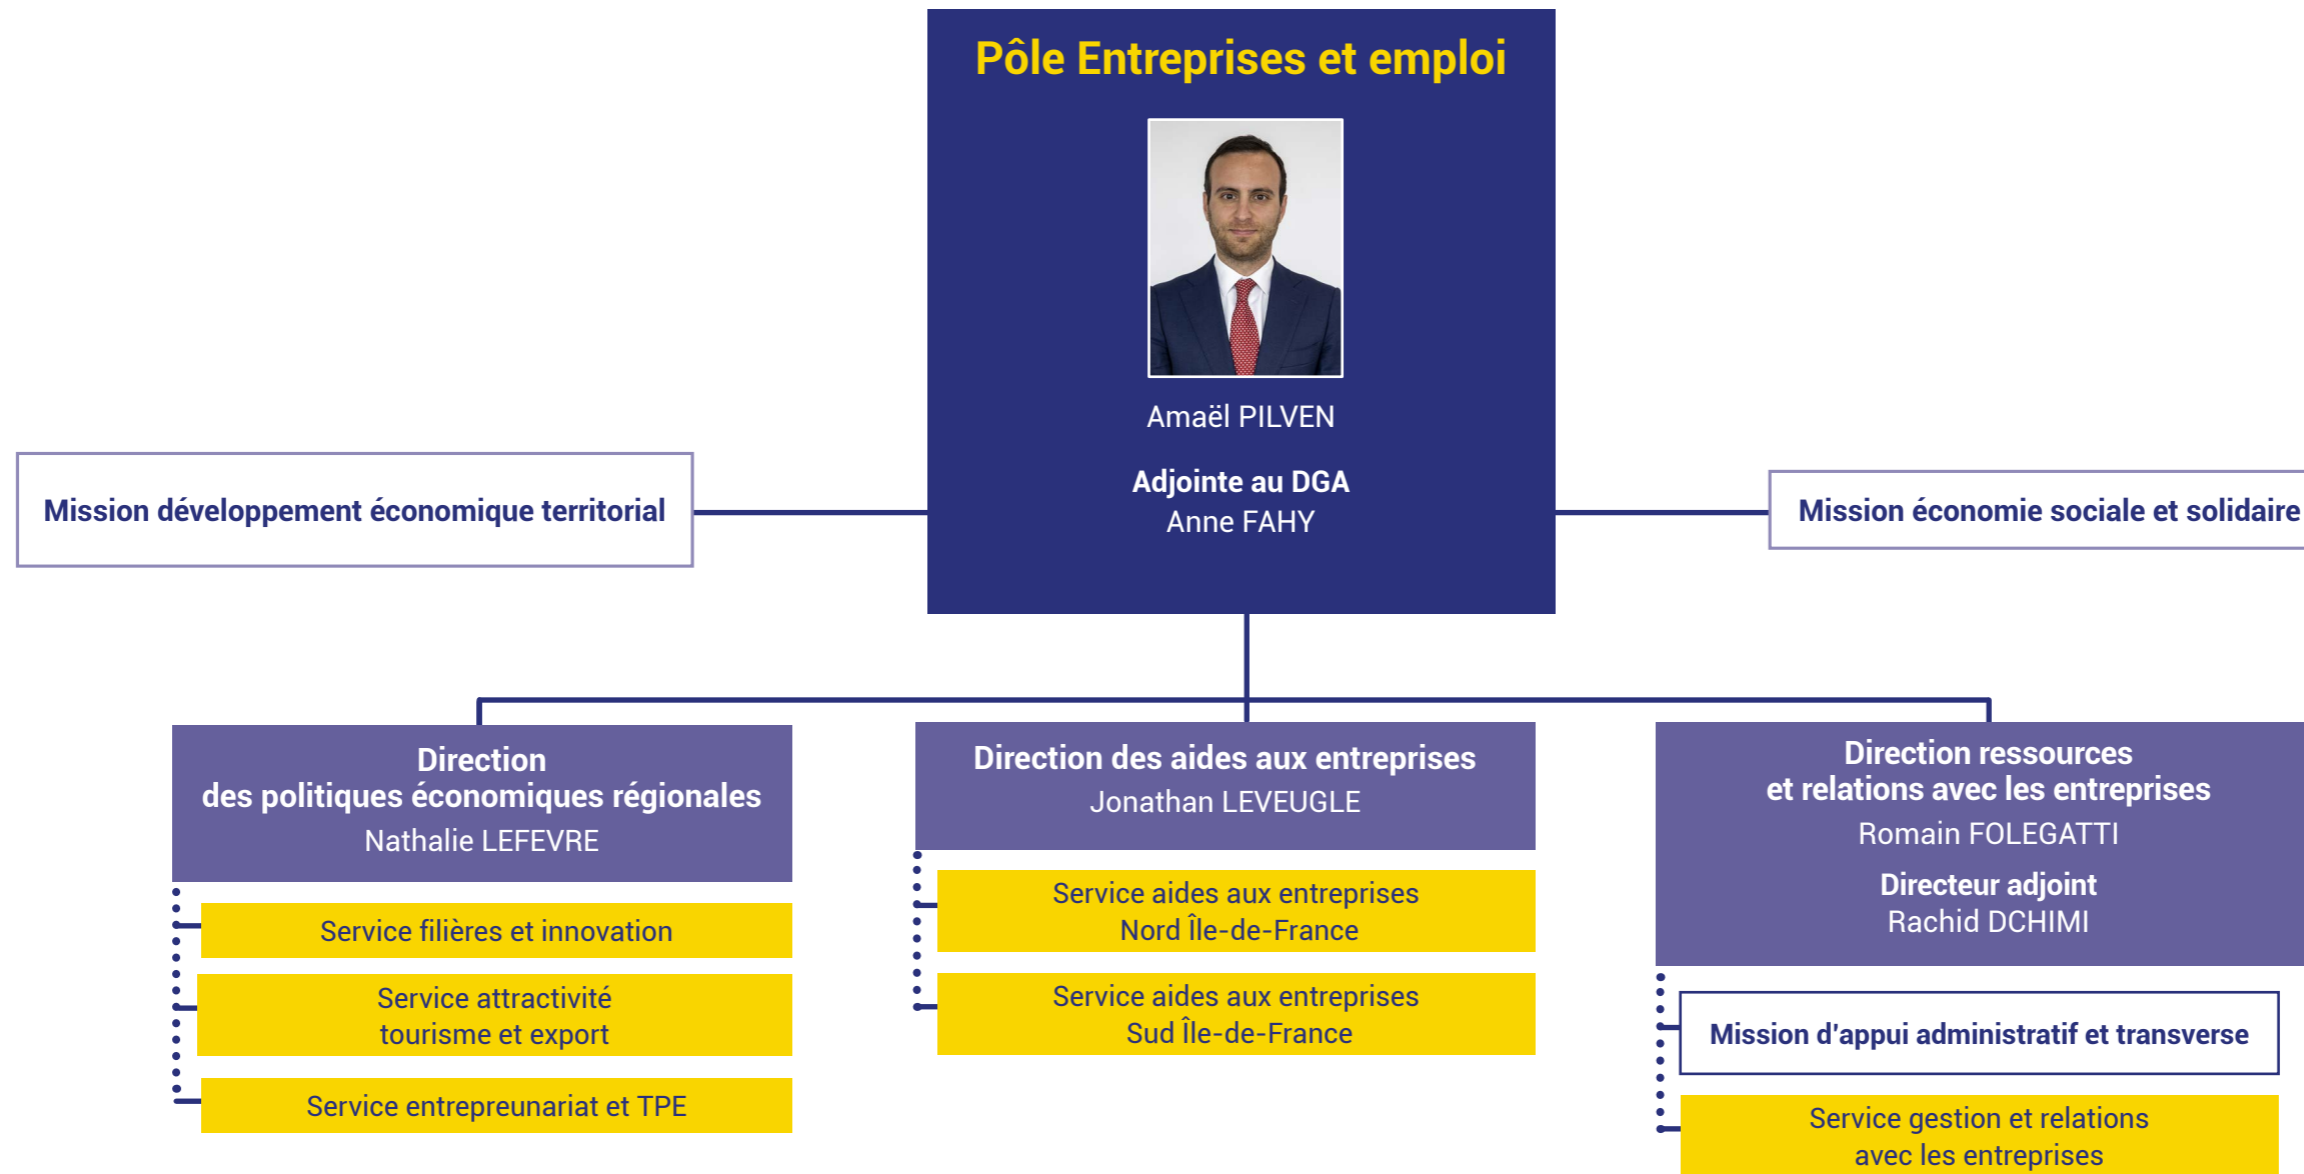 Pôle Entreprises et emploi
Amaël PILVEN
Adjointe au DGA
Anne FAHY
Mission développement économique territorial
Mission économie sociale et solidaire
Direction
des politiques économiques régionales
Nathalie LEFEVRE
Service filières et innovation
Service attractivité
tourisme et export
Service entrepreunariat et TPE
Direction des aides aux entreprises
Jonathan LEVEUGLE
Service aides aux entreprises
Nord Île-de-France
Service aides aux entreprises
Sud Île-de-France
Direction ressources
et relations avec les entreprises
Romain FOLEGATTI
Directeur adjoint
Rachid DCHIMI
Mission d'appui administratif et transverse
Service gestion et relations
avec les entreprises